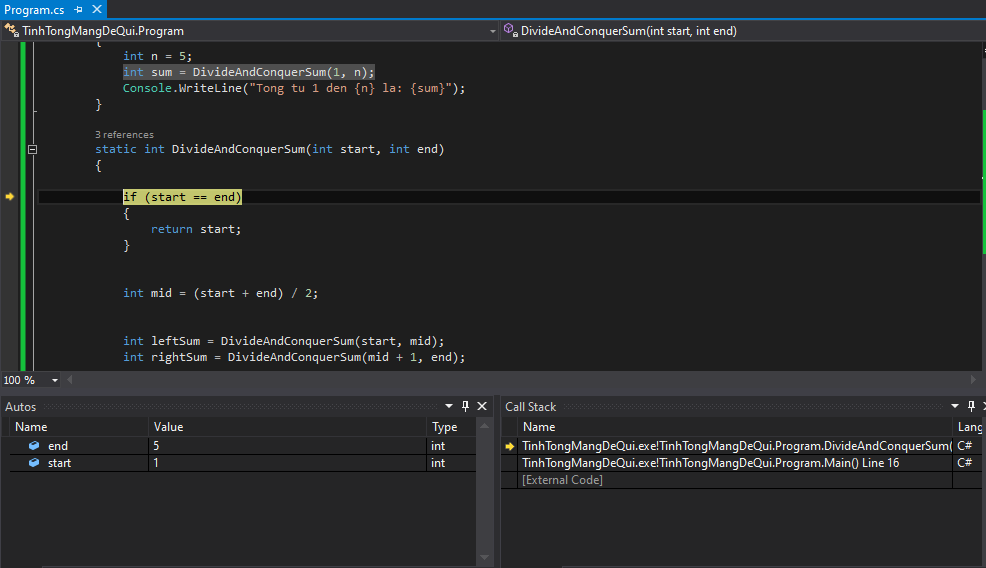 Program.cs
TinhTongMangDeQui.Program DivideAndConquerSum(int start, int end)
{
int n = 5;
int sum = DivideAndConquerSum(1, n);
Console.WriteLine("Tong tu 1 den {n} la: {sum}");
}
3 references
static int DivideAndConquerSum(int start, int end)
{
if (start == end)
{
return start;
}
int mid = (start + end) / 2;
int leftSum = DivideAndConquerSum(start, mid);
int rightSum = DivideAndConquerSum(mid + 1, end);
100 %
Autos
Name Value Type
end 5 int
start 1 int
Call Stack
Name Lang
TinhTongMangDeQui.exe!TinhTongMangDeQui.Program.DivideAndConquerSum( C#
TinhTongMangDeQui.exe!TinhTongMangDeQui.Program.Main() Line 16 C#
[External Code]